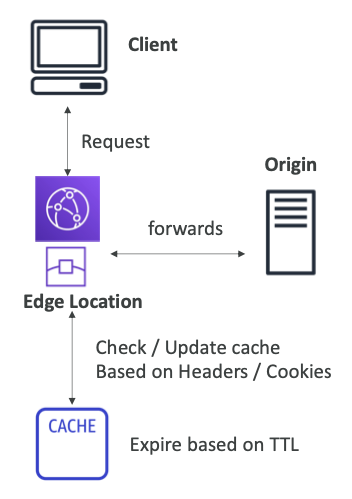 Client
Request
Origin
forwards
Edge Location
Check / Update cache
Based on Headers / Cookies
CACHE
Expire based on TTL